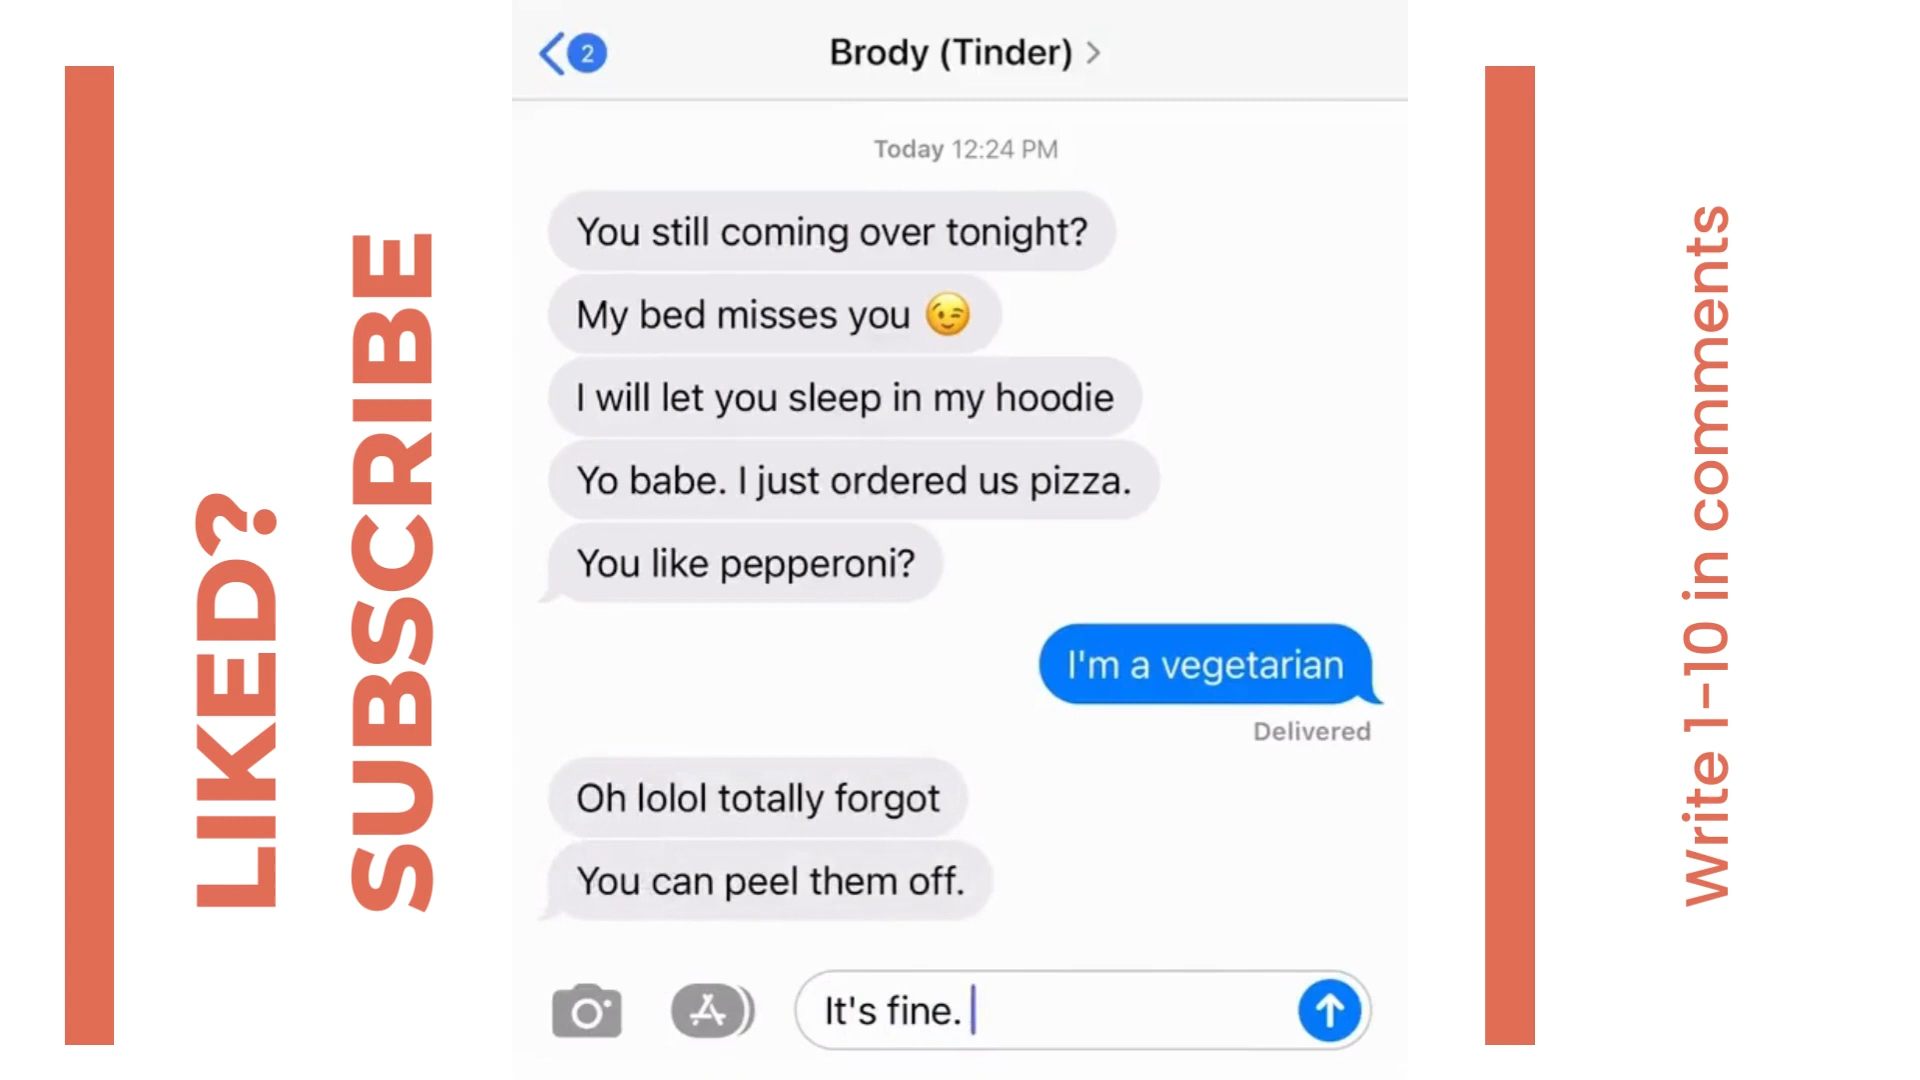 LIKED?
SUBSCRIBE
2
Brody (Tinder)
Today 12:24 PM
You still coming over tonight?
My bed misses you 😉
I will let you sleep in my hoodie
Yo babe. I just ordered us pizza.
You like pepperoni?
I'm a vegetarian
Delivered
Oh lolol totally forgot
You can peel them off.
It's fine.
Write 1-10 in comments